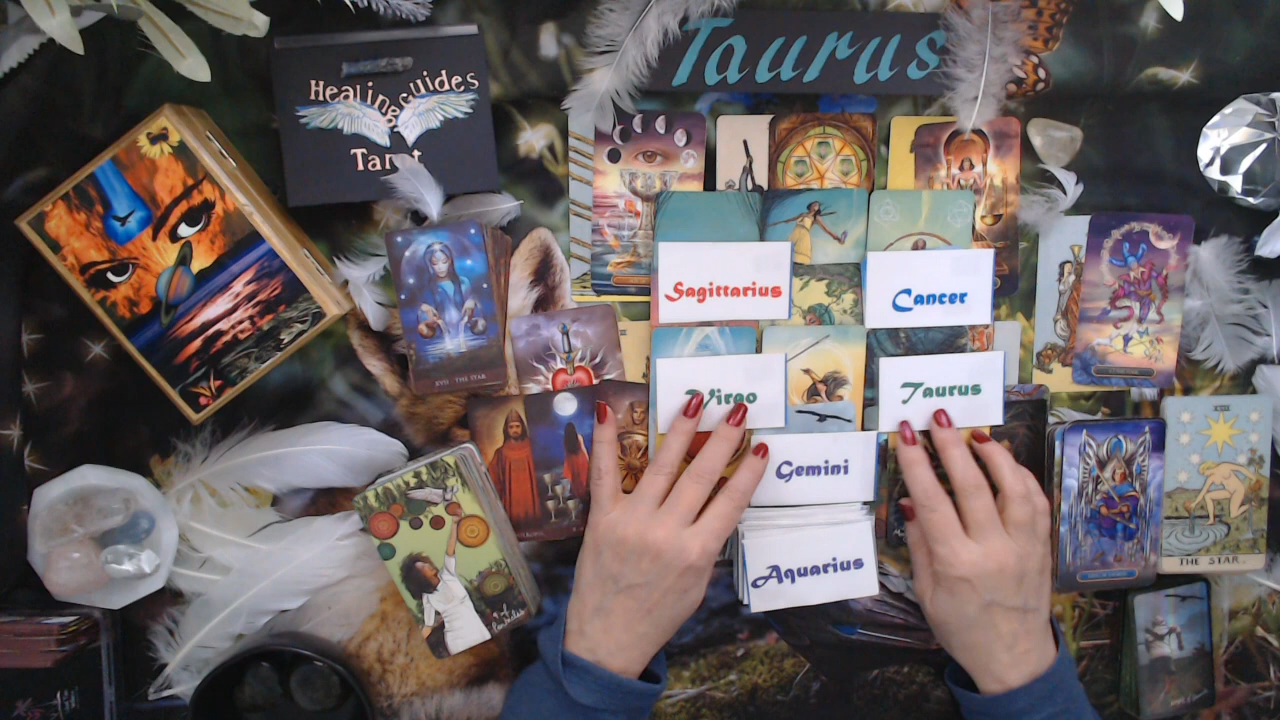 Taurus
Healing guides
Tarot
Sagittarius
Cancer
Virgo
Taurus
Gemini
Aquarius
XVII THE STAR
THE STAR.